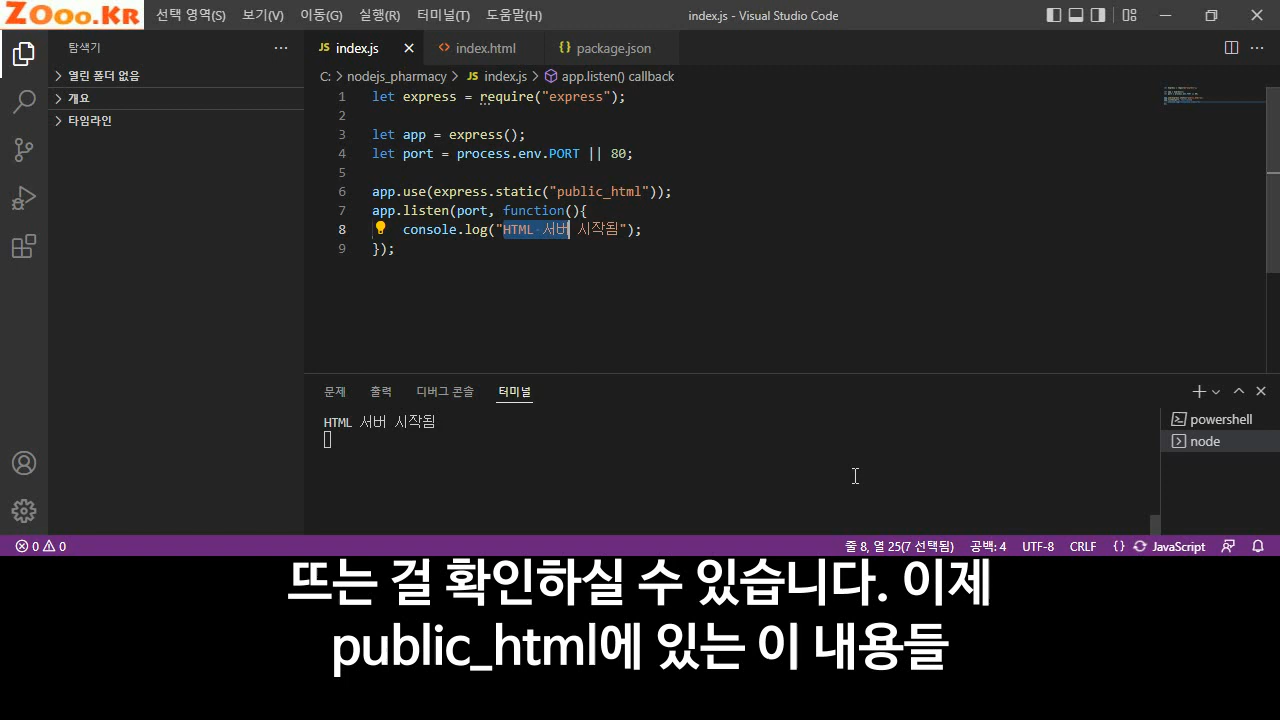 ZOoo.Kr
선택 영역(S) 보기(V) 이동(G) 실행(R) 터미널(T) 도움말(H)
index.js - Visual Studio Code
탐색기
열린 폴더 없음
개요
타임라인
JS index.js
index.html
package.json
C: > nodejs_pharmacy > JS index.js > app.listen() callback
1 let express = require("express");
2
3 let app = express();
4 let port = process.env.PORT || 80;
5
6 app.use(express.static("public_html"));
7 app.listen(port, function(){
8 console.log("HTML 서버 시작됨");
9 });
문제 출력 디버그 콘솔 터미널
HTML 서버 시작됨
powershell
node
0 0
줄 8, 열 25(7 선택됨) 공백: 4 UTF-8 CRLF {} JavaScript
뜨는 걸 확인하실 수 있습니다. 이제
public_html에 있는 이 내용들